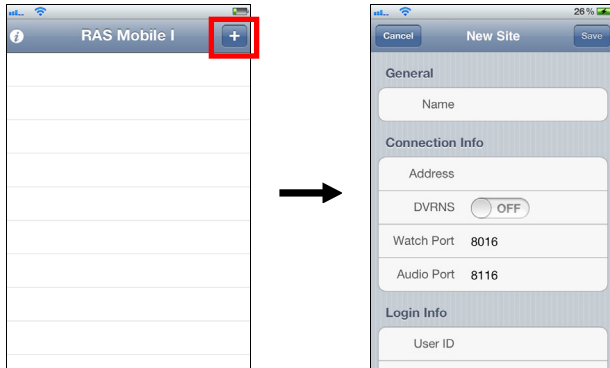 RAS Mobile I
+
26%
Cancel
New Site
Save
General
Name
Connection Info
Address
DVRNS OFF
Watch Port 8016
Audio Port 8116
Login Info
User ID